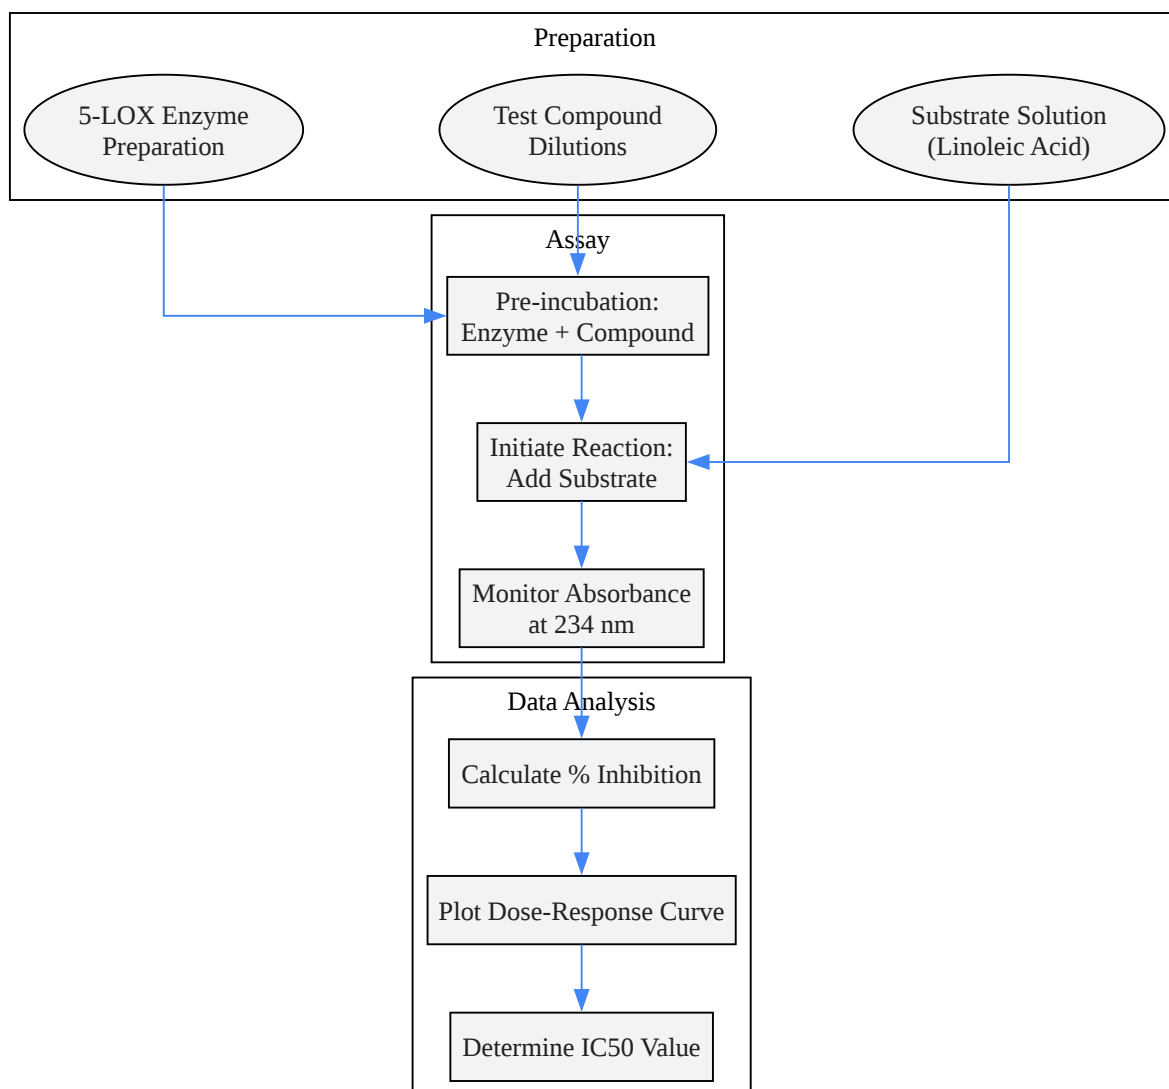 Preparation
5-LOX Enzyme
Preparation
Test Compound
Dilutions
Substrate Solution
(Linoleic Acid)
Assay
Pre-incubation:
Enzyme + Compound
Initiate Reaction:
Add Substrate
Monitor Absorbance
at 234 nm
Data Analysis
Calculate % Inhibition
Plot Dose-Response Curve
Determine IC50 Value